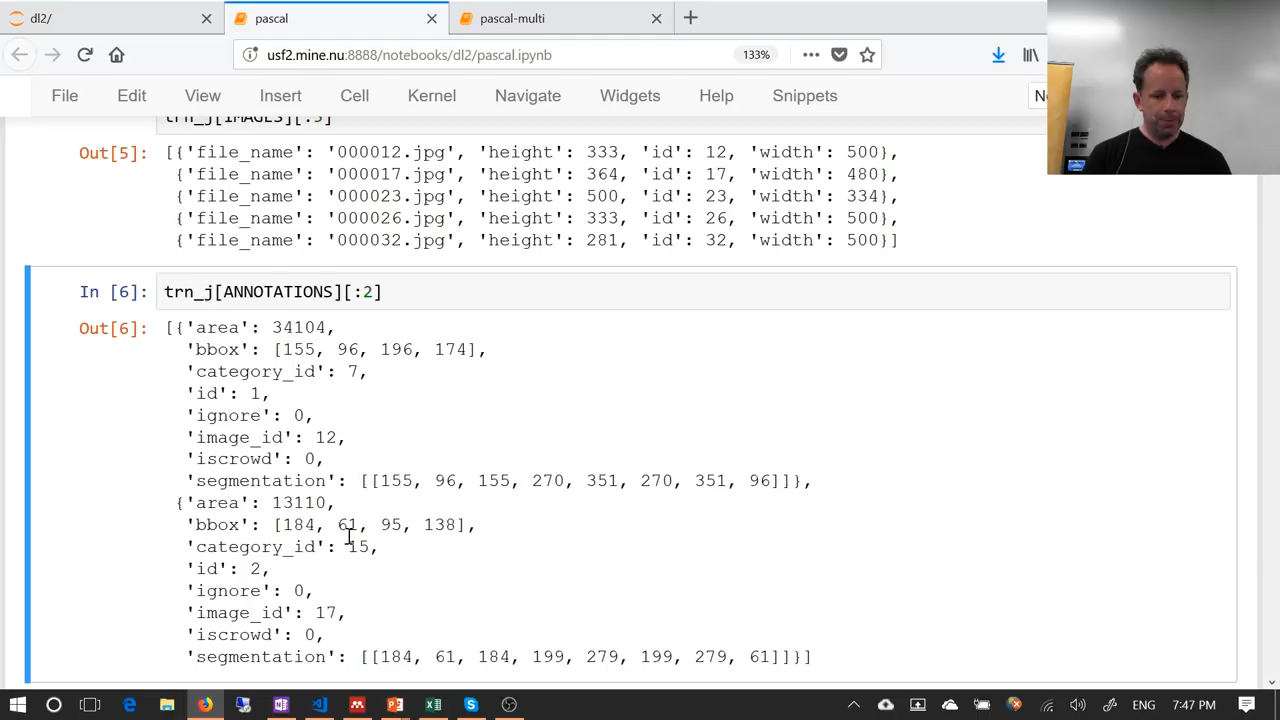 dl2/
pascal
pascal-multi
usf2.mine.nu:8888/notebooks/dl2/pascal.ipynb
133%
File Edit View Insert Cell Kernel Navigate Widgets Help Snippets
trn_j[IMAGES][:5]
Out[5]: [{'file_name': '000012.jpg', 'height': 333, 'id': 12, 'width': 500},
{'file_name': '000017.jpg', 'height': 364, 'id': 17, 'width': 480},
{'file_name': '000023.jpg', 'height': 500, 'id': 23, 'width': 334},
{'file_name': '000026.jpg', 'height': 333, 'id': 26, 'width': 500},
{'file_name': '000032.jpg', 'height': 281, 'id': 32, 'width': 500}]
In [6]: trn_j[ANNOTATIONS][:2]
Out[6]: [{'area': 34104,
'bbox': [155, 96, 196, 174],
'category_id': 7,
'id': 1,
'ignore': 0,
'image_id': 12,
'iscrowd': 0,
'segmentation': [[155, 96, 155, 270, 351, 270, 351, 96]]},
{'area': 13110,
'bbox': [184, 61, 95, 138],
'category_id': 15,
'id': 2,
'ignore': 0,
'image_id': 17,
'iscrowd': 0,
'segmentation': [[184, 61, 184, 199, 279, 199, 279, 61]]}]
ENG 7:47 PM